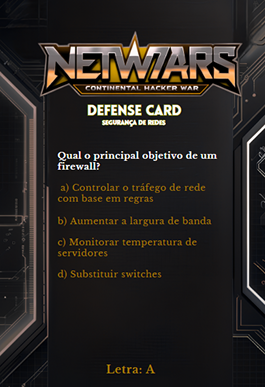 NETWARS
CONTINENTAL HACKER WAR
DEFENSE CARD
SEGURANÇA DE REDES
Qual o principal objetivo de um
firewall?
a) Controlar o tráfego de rede
com base em regras
b) Aumentar a largura de banda
c) Monitorar temperatura de
servidores
d) Substituir switches
Letra: A